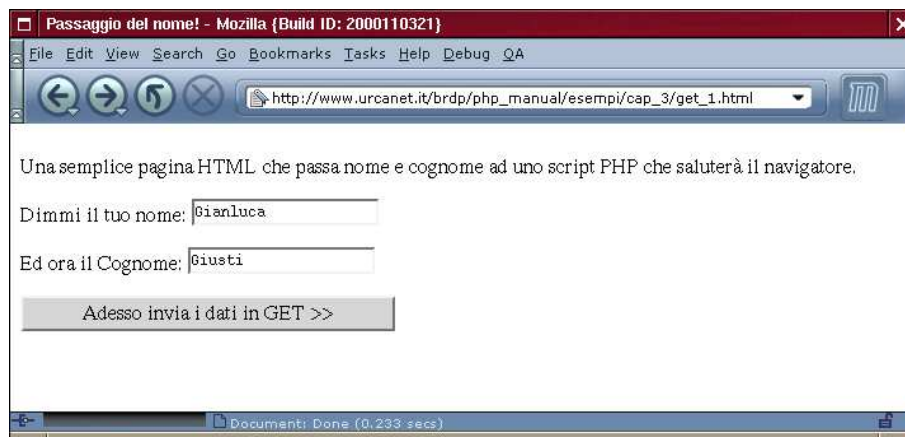 Passaggio del nome! - Mozilla {Build ID: 2000110321}
File Edit View Search Go Bookmarks Tasks Help Debug QA
http://www.urcanet.it/brdp/php_manual/esempi/cap_3/get_1.html
Una semplice pagina HTML che passa nome e cognome ad uno script PHP che saluterà il navigatore.
Dimmi il tuo nome: Gianluca
Ed ora il Cognome: Giusti
Adesso invia i dati in GET >>
Document: Done (0.233 secs)